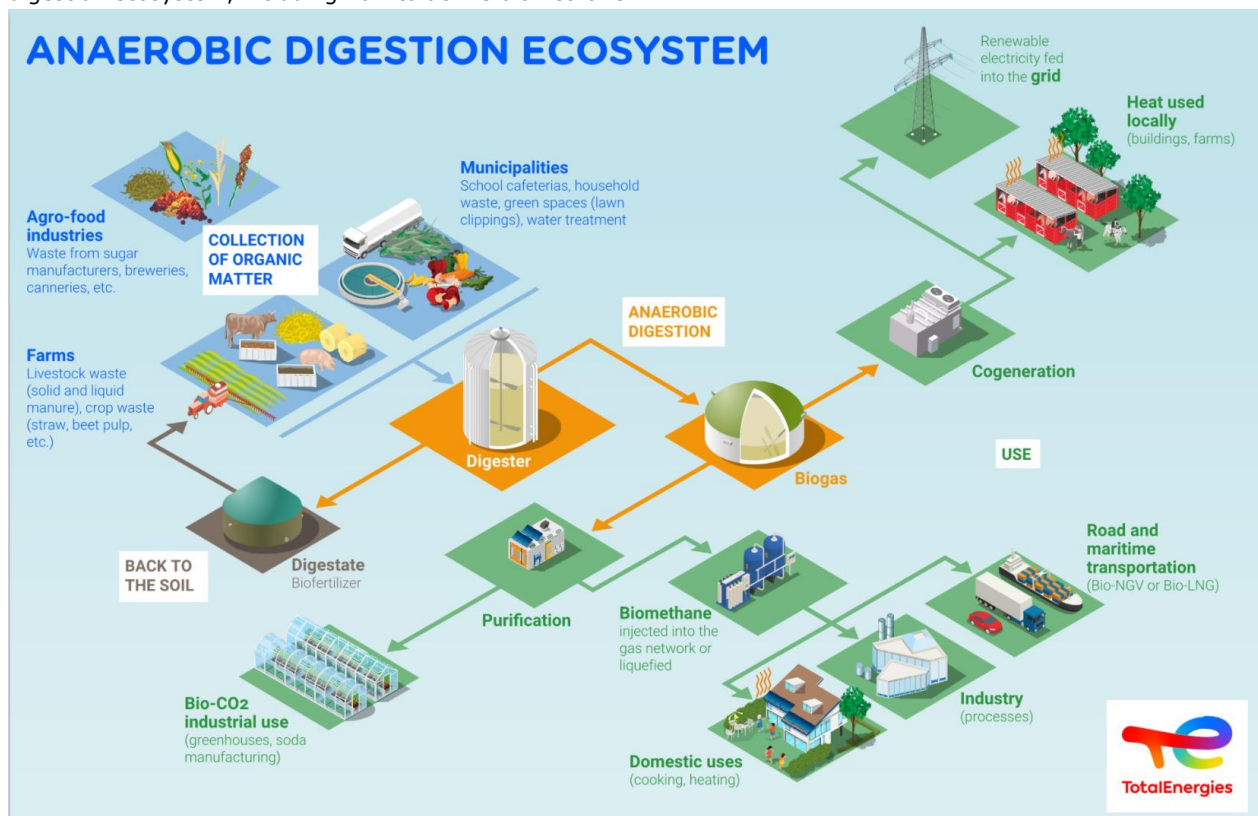 ANAEROBIC DIGESTION ECOSYSTEM
Renewable
electricity fed
into the grid
Heat used
locally
(buildings, farms)
Municipalities
School cafeterias, household
waste, green spaces (lawn
clippings), water treatment
Agro-food
industries
Waste from sugar
manufacturers, breweries,
canneries, etc.
COLLECTION
OF ORGANIC
MATTER
Farms
Livestock waste
(solid and liquid
manure), crop waste
(straw, beet pulp,
etc.)
ANAEROBIC
DIGESTION
Cogeneration
Digester
Biogas
USE
BACK TO
THE SOIL
Digestate
Biofertilizer
Purification
Biomethane
injected into the
gas network or
liquefied
Road and
maritime
transportation
(Bio-NGV or Bio-LNG)
Industry
(processes)
Bio-CO2
industrial use
(greenhouses, soda
manufacturing)
Domestic uses
(cooking, heating)
TotalEnergies